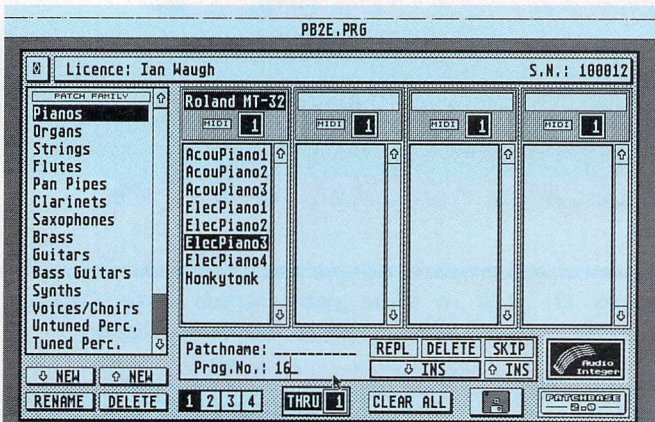 PB2E.PRG
Licence: Ian Waugh
S.N.: 100012
PATCH FAMILY
Pianos
Organs
Strings
Flutes
Pan Pipes
Clarinets
Saxophones
Brass
Guitars
Bass Guitars
Synths
Voices/Choirs
Untuned Perc.
Tuned Perc.
⇩ NEW ⇧ NEW
RENAME DELETE
Roland MT-32
MIDI 1
AcouPiano1
AcouPiano2
AcouPiano3
ElecPiano1
ElecPiano2
ElecPiano3
ElecPiano4
Honkytonk
MIDI 1
MIDI 1
MIDI 1
Patchname: __________
REPL DELETE SKIP
Prog.No.: 16_
⇩ INS ⇧ INS
1 2 3 4
THRU 1
CLEAR ALL
Audio
Integer
PATCHBASE
2.0